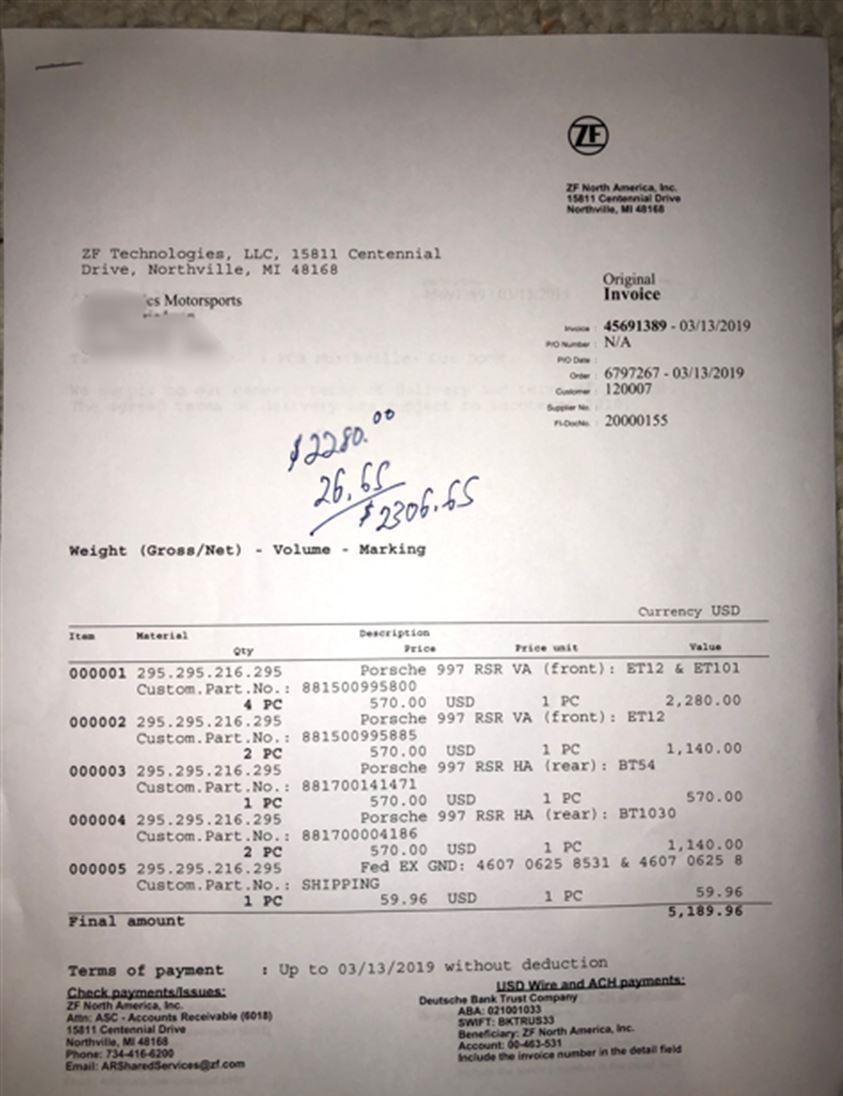 ZF
ZF North America, Inc.
15811 Centennial Drive
Northville, MI 48168
ZF Technologies, LLC, 15811 Centennial
Drive, Northville, MI 48168
cs Motorsports
Original
Invoice
Invoice : 45691389 - 03/13/2019
P/O Number : N/A
P/O Date :
Order : 6797267 - 03/13/2019
Customer : 120007
Supplier No. :
FI-DocNo. : 20000155
$2280.00
26.65
$2306.65
Weight (Gross/Net) - Volume - Marking
Currency USD
Item Material Description
Qty Price Price unit Value
000001 295.295.216.295 Porsche 997 RSR VA (front): ET12 & ET101
Custom.Part.No.: 881500995800
4 PC 570.00 USD 1 PC 2,280.00
000002 295.295.216.295 Porsche 997 RSR VA (front): ET12
Custom.Part.No.: 881500995885
2 PC 570.00 USD 1 PC 1,140.00
000003 295.295.216.295 Porsche 997 RSR HA (rear): BT54
Custom.Part.No.: 881700141471
1 PC 570.00 USD 1 PC 570.00
000004 295.295.216.295 Porsche 997 RSR HA (rear): BT1030
Custom.Part.No.: 881700004186
2 PC 570.00 USD 1 PC 1,140.00
000005 295.295.216.295 Fed EX GND: 4607 0625 8531 & 4607 0625 8
Custom.Part.No.: SHIPPING
1 PC 59.96 USD 1 PC 59.96
Final amount 5,189.96
Terms of payment : Up to 03/13/2019 without deduction
Check payments/Issues:
ZF North America, Inc.
Attn: ASC - Accounts Receivable (6018)
15811 Centennial Drive
Northville, MI 48168
Phone: 734-416-6200
Email: ARSharedServices@zf.com
USD Wire and ACH payments:
Deutsche Bank Trust Company
ABA: 021001033
SWIFT: BKTRUS33
Beneficiary: ZF North America, Inc.
Account: 00-463-531
Include the invoice number in the detail field